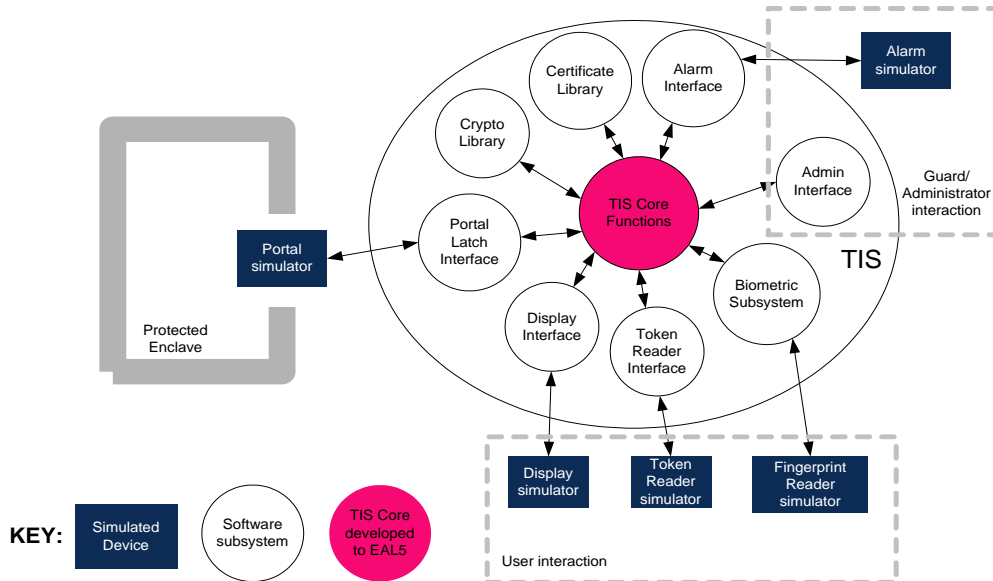 Alarm
simulator
Certificate
Library
Alarm
Interface
Crypto
Library
Admin
Interface
Guard/
Administrator
interaction
TIS Core
Functions
Portal
Latch
Interface
Portal
simulator
TIS
Biometric
Subsystem
Display
Interface
Token
Reader
Interface
Protected
Enclave
Display
simulator
Token
Reader
simulator
Fingerprint
Reader
simulator
KEY:
Simulated
Device
Software
subsystem
TIS Core
developed
to EAL5
User interaction